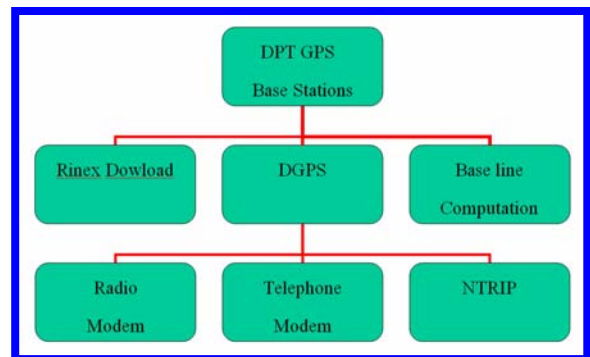 DPT GPS
Base Stations
Rinex Dowload
DGPS
Base line
Computation
Radio
Modem
Telephone
Modem
NTRIP